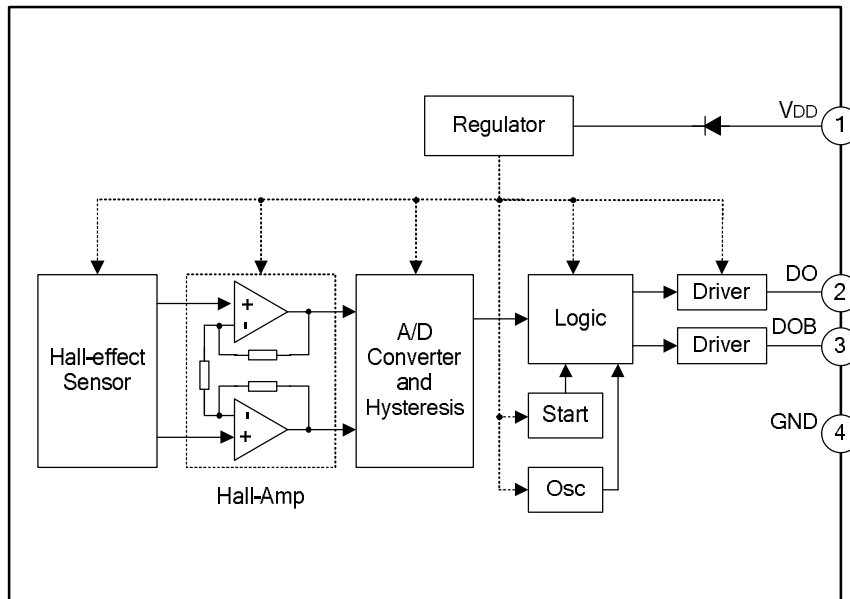 VDD
1
Regulator
Hall-effect
Sensor
+
-
-
+
Hall-Amp
A/D
Converter
and
Hysteresis
Logic
Driver
DO
2
Driver
DOB
3
Start
Osc
GND
4